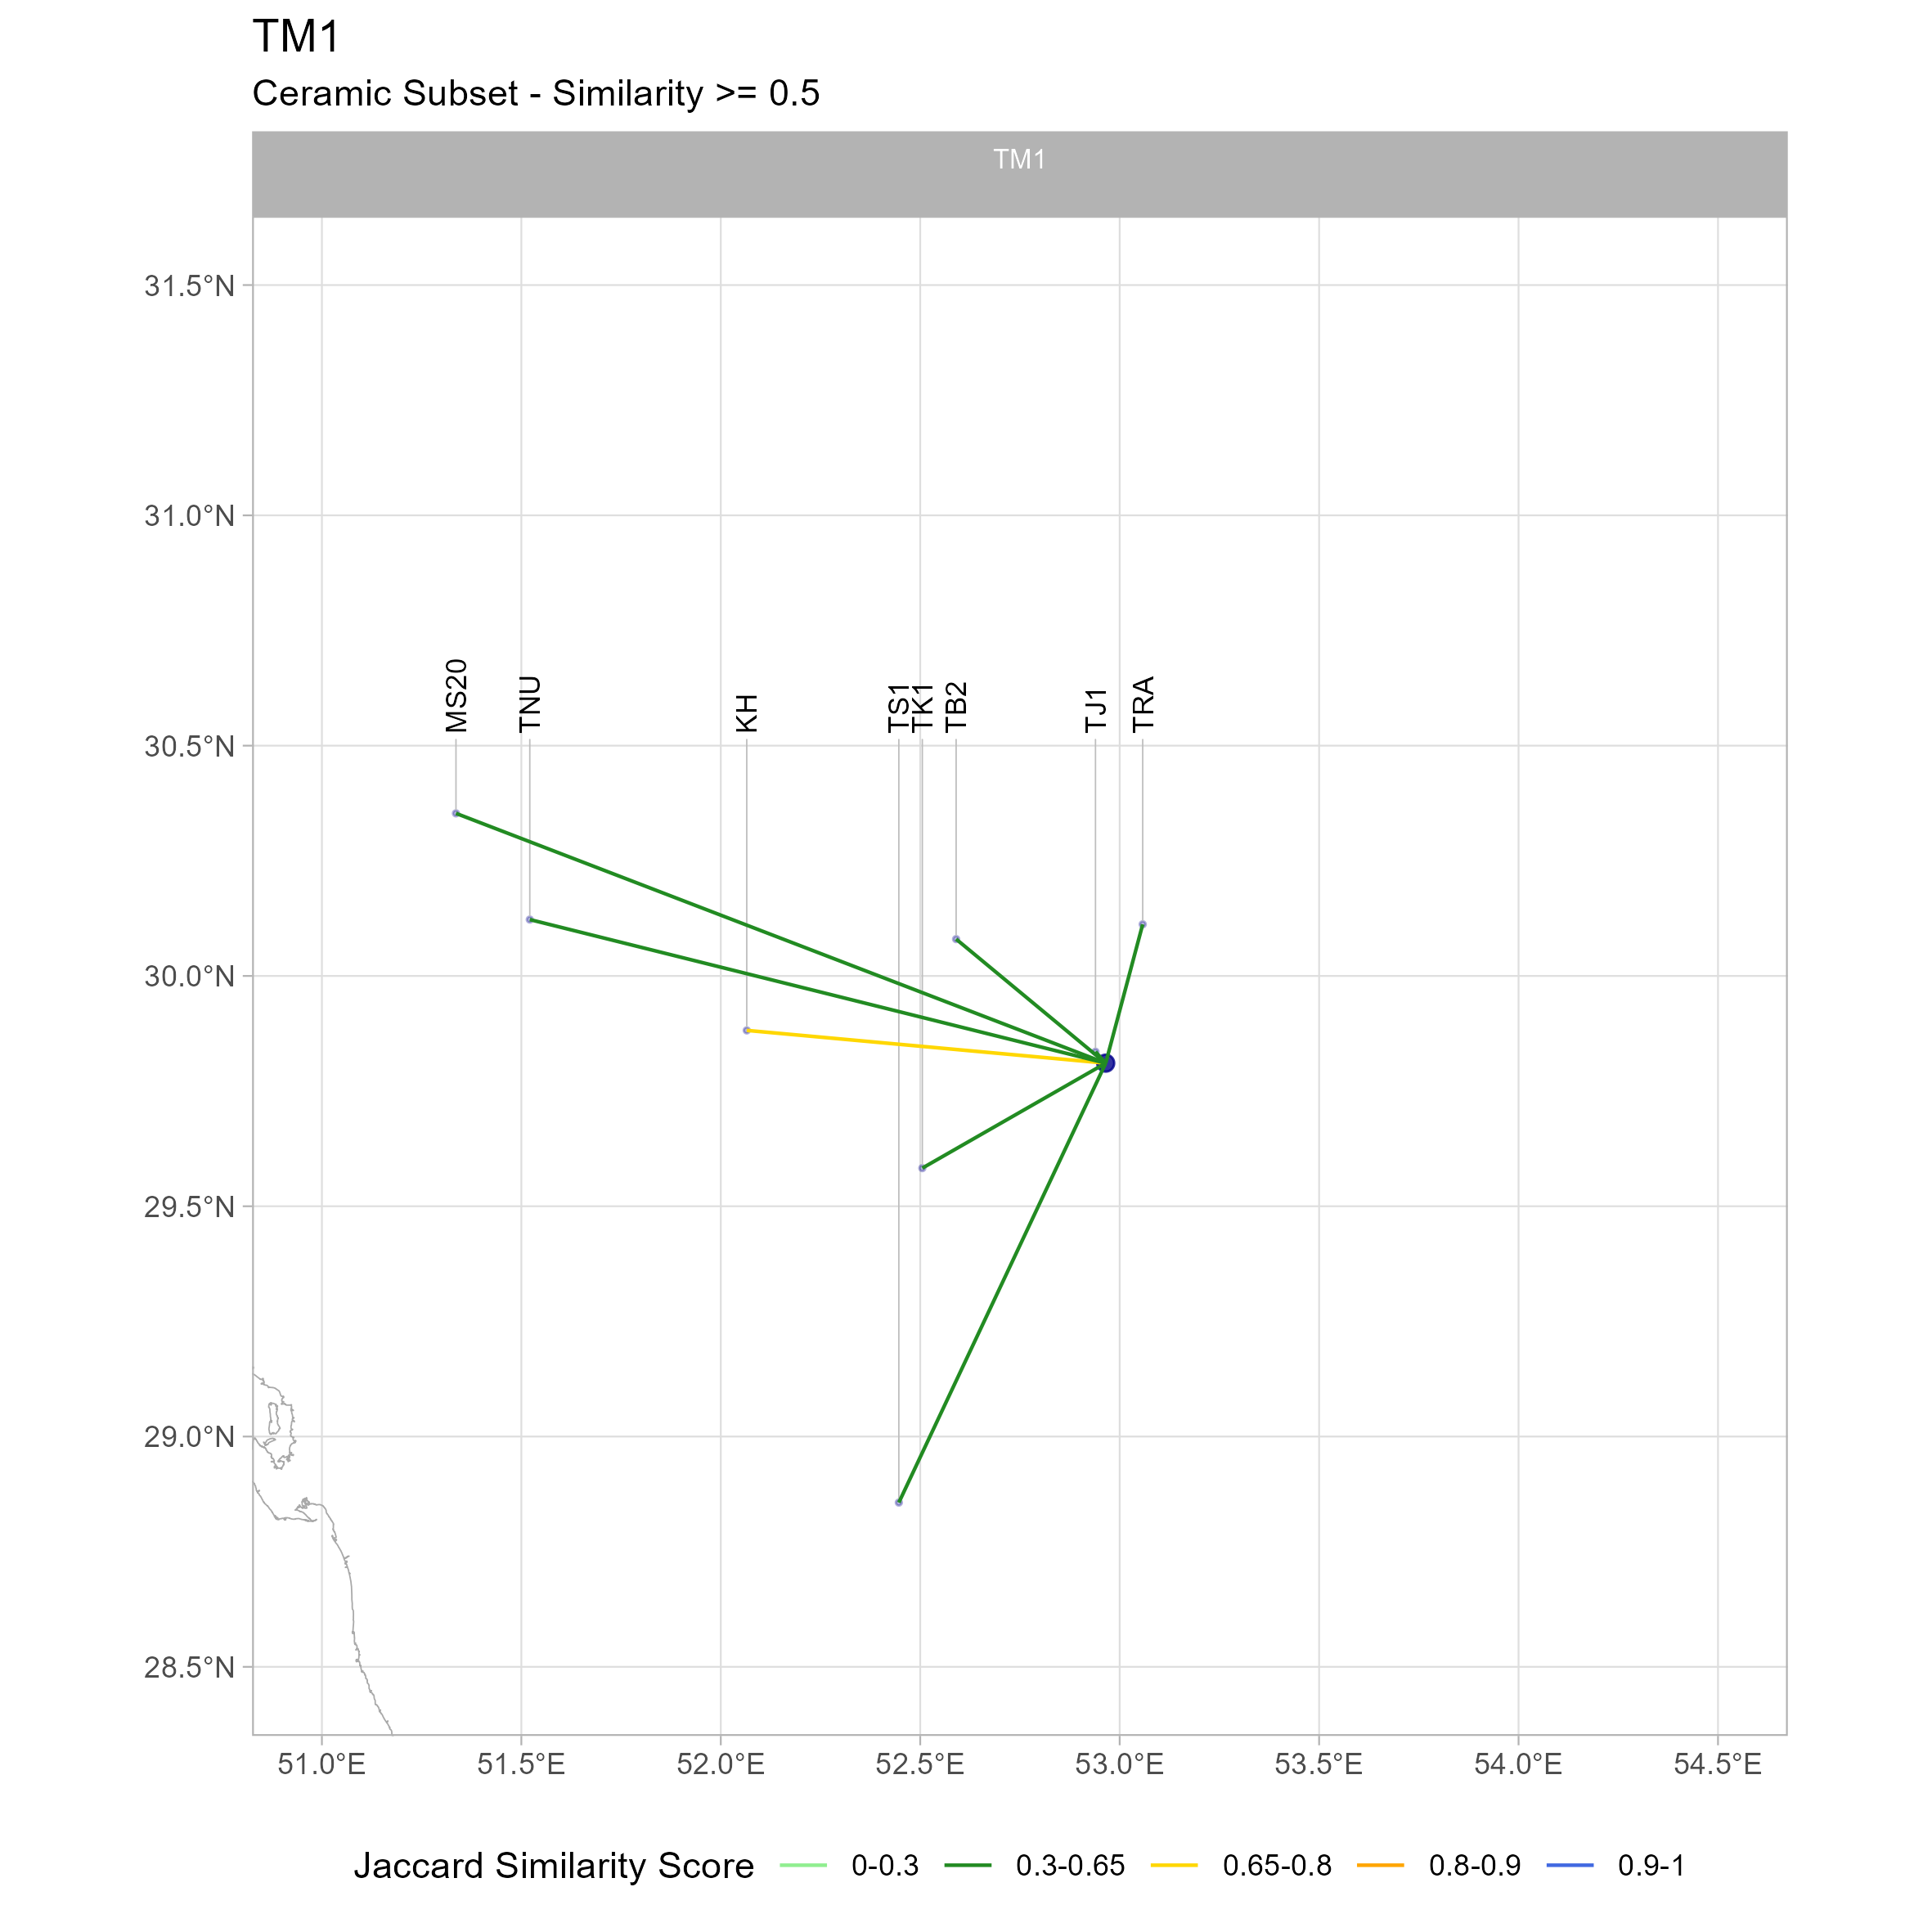 TM1
Ceramic Subset - Similarity >= 0.5
TM1
31.5°N
31.0°N
30.5°N
30.0°N
29.5°N
29.0°N
28.5°N
MS20
TNU
KH
TS1
TK1
TB2
TJ1
TRA
51.0°E 51.5°E 52.0°E 52.5°E 53.0°E 53.5°E 54.0°E 54.5°E
Jaccard Similarity Score 0-0.3 0.3-0.65 0.65-0.8 0.8-0.9 0.9-1